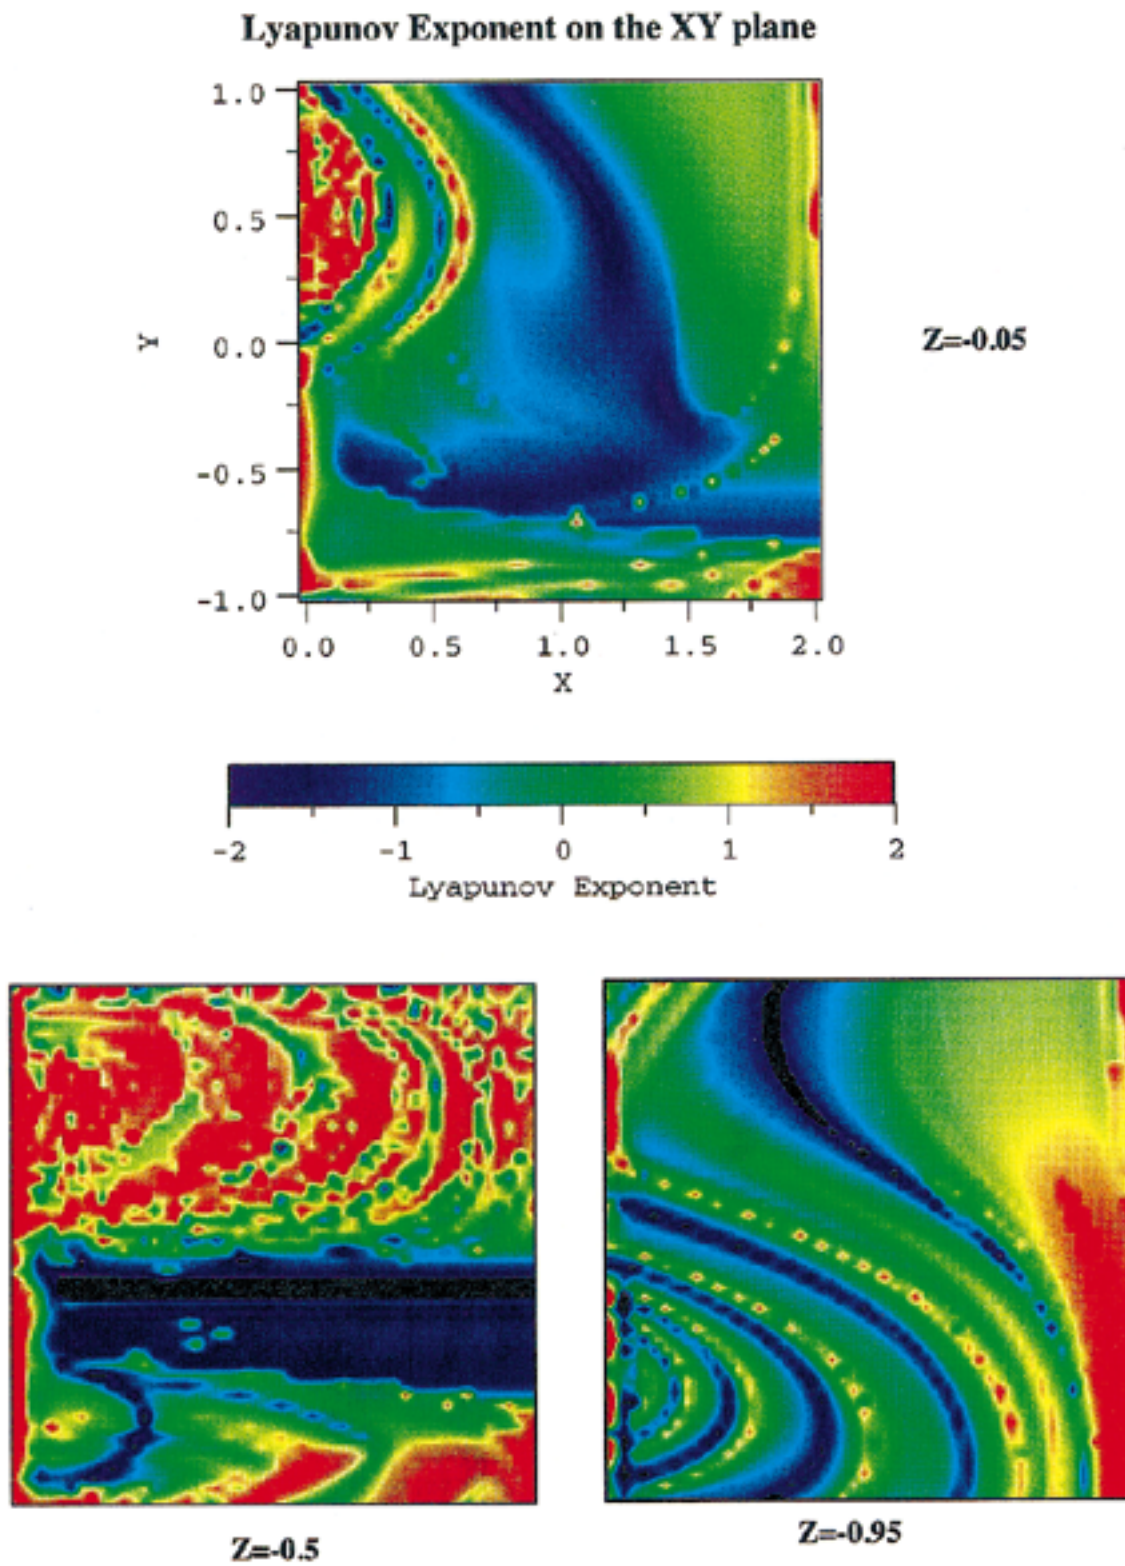 Lyapunov Exponent on the XY plane
1.0
0.5
0.0
-0.5
-1.0
Y
0.0 0.5 1.0 1.5 2.0
X
Z=-0.05
-2 -1 0 1 2
Lyapunov Exponent
Z=-0.5
Z=-0.95